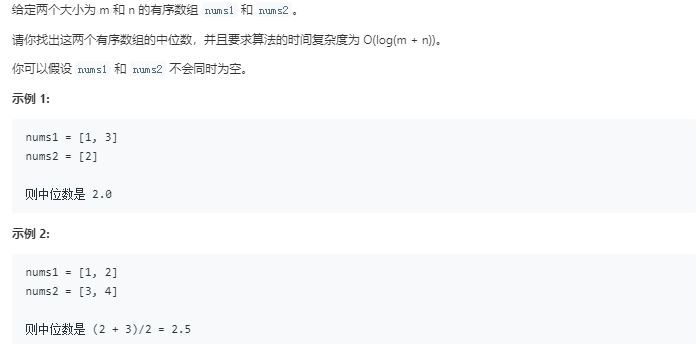 给定两个大小为 m 和 n 的有序数组 nums1 和 nums2 。
请你找出这两个有序数组的中位数，并且要求算法的时间复杂度为 O(log(m + n))。
你可以假设 nums1 和 nums2 不会同时为空。
示例 1:
nums1 = [1, 3]
nums2 = [2]
则中位数是 2.0
示例 2:
nums1 = [1, 2]
nums2 = [3, 4]
则中位数是 (2 + 3)/2 = 2.5